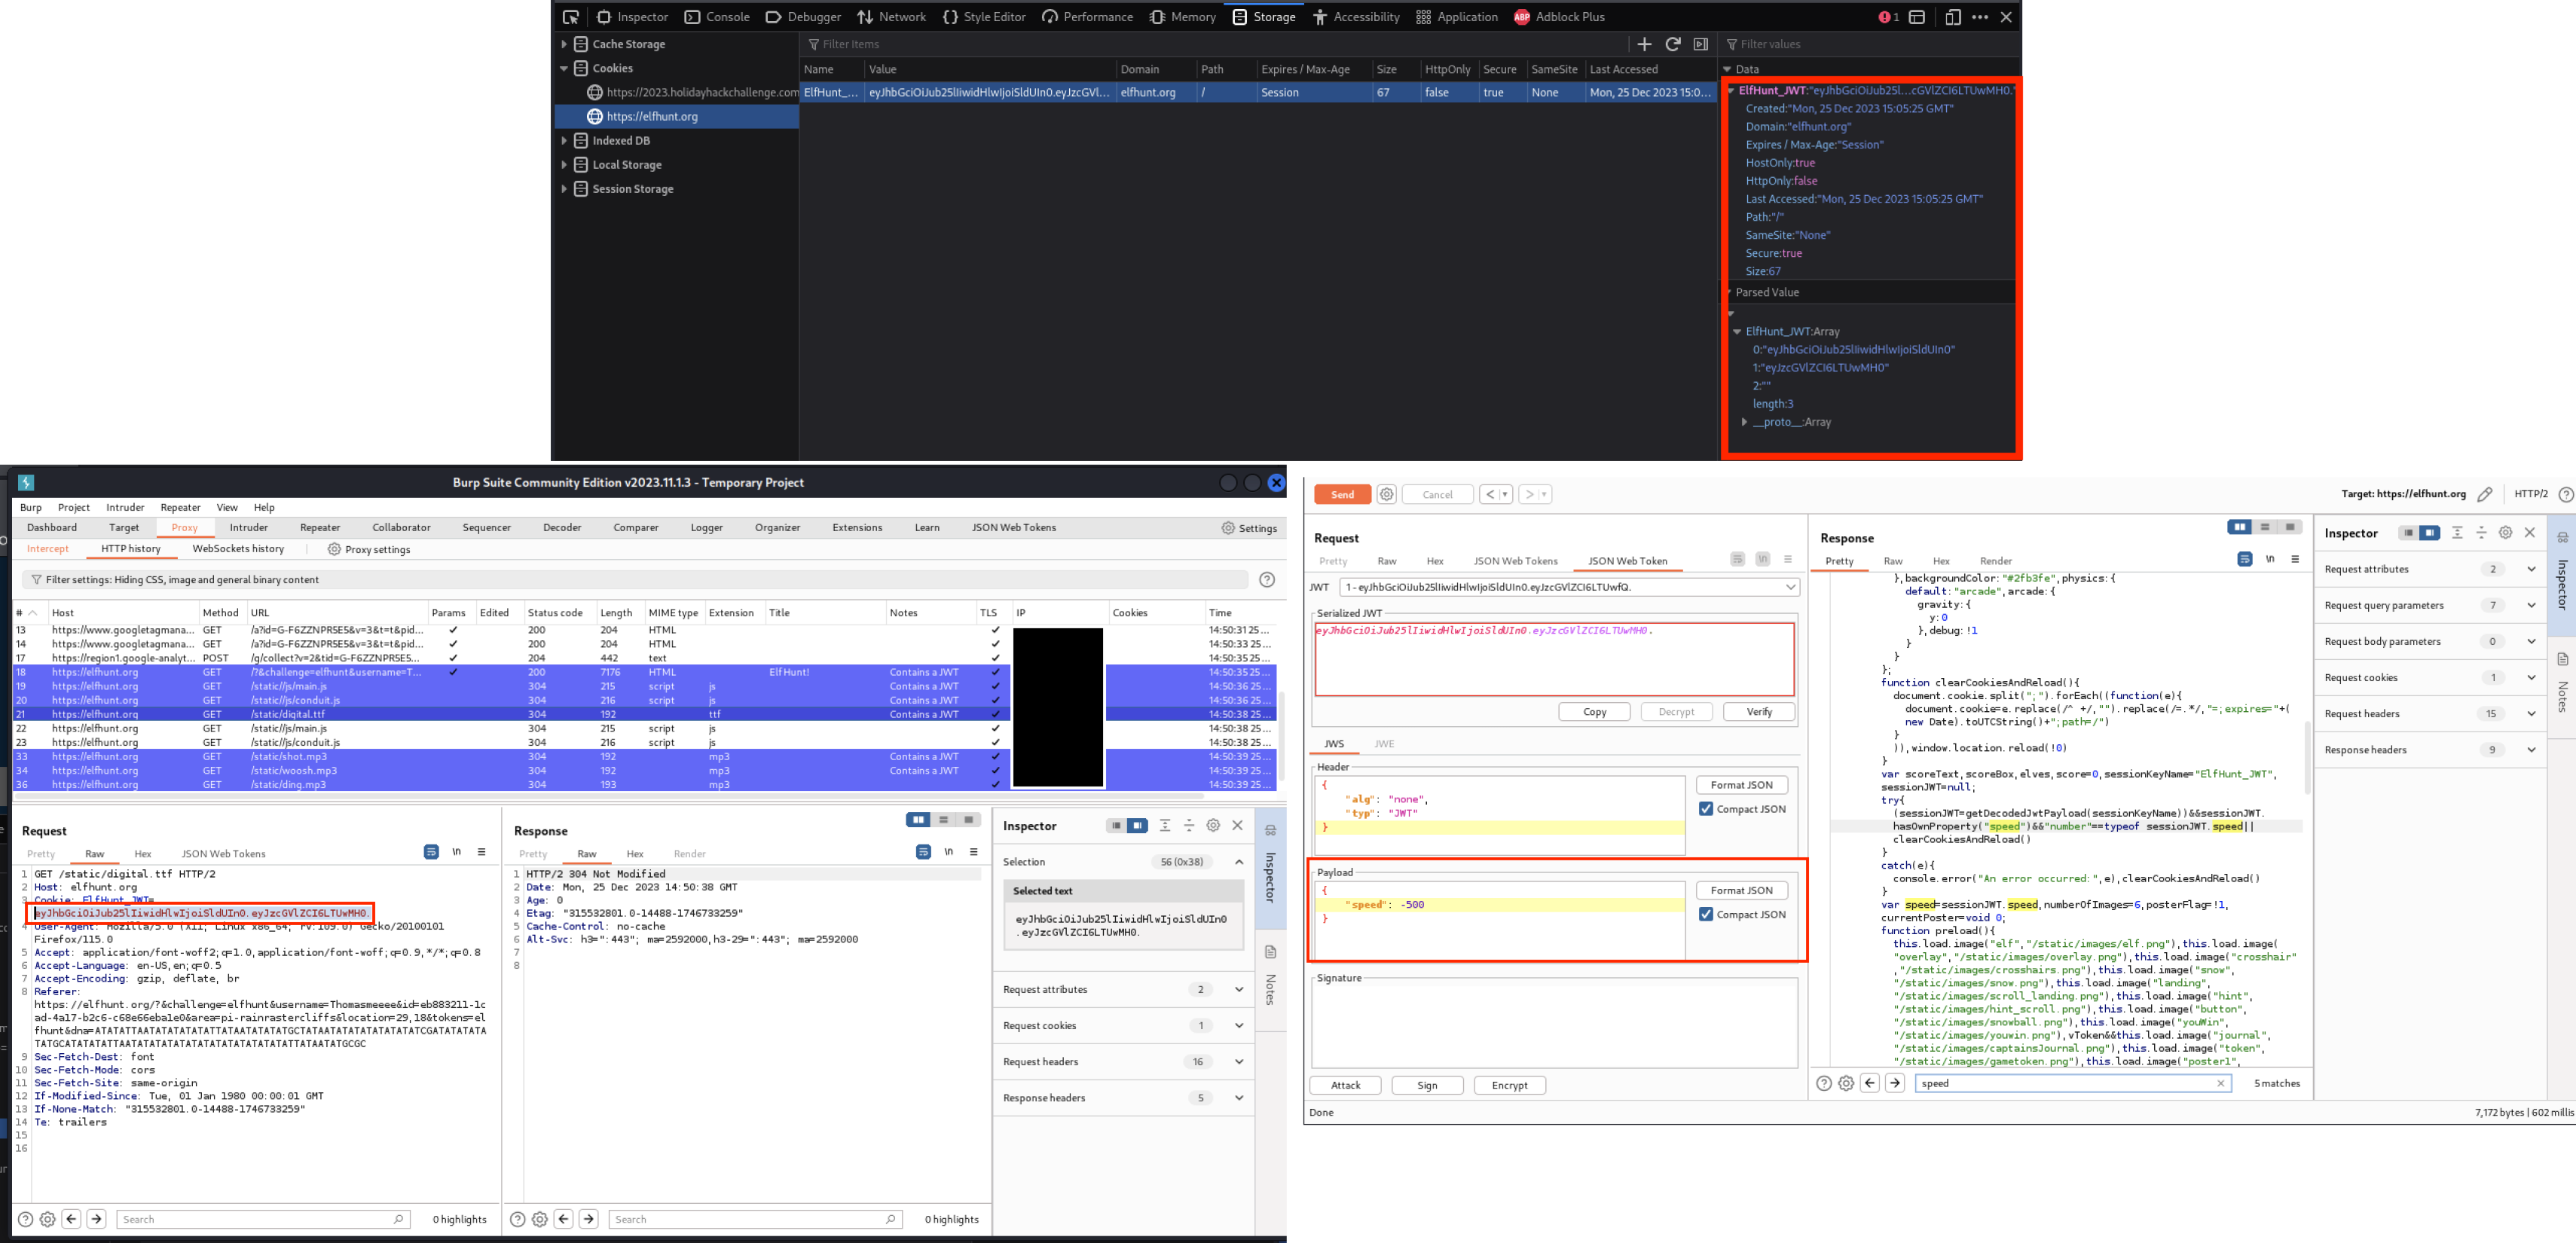 Inspector Console Debugger Network Style Editor Performance Memory Storage Accessibility Application ABP Adblock Plus 1
Cache Storage
Cookies
https://2023.holidayhackchallenge.com
https://elfhunt.org
Indexed DB
Local Storage
Session Storage
Filter Items
Name Value Domain Path Expires / Max-Age Size HttpOnly Secure SameSite Last Accessed
ElfHunt_... eyJhbGciOiJub25lIiwidHlwIjoiSldUIn0.eyJzcGVl... elfhunt.org / Session 67 false true None Mon, 25 Dec 2023 15:0...
Filter values
Data
ElfHunt_JWT:"eyJhbGciOiJub25l...cGVlZCI6LTUwMH0."
Created:"Mon, 25 Dec 2023 15:05:25 GMT"
Domain:"elfhunt.org"
Expires / Max-Age:"Session"
HostOnly:true
HttpOnly:false
Last Accessed:"Mon, 25 Dec 2023 15:05:25 GMT"
Path:"/"
SameSite:"None"
Secure:true
Size:67
Parsed Value
ElfHunt_JWT:Array
0:"eyJhbGciOiJub25lIiwidHlwIjoiSldUIn0"
1:"eyJzcGVlZCI6LTUwMH0"
2:""
length:3
__proto__:Array
Burp Suite Community Edition v2023.11.1.3 - Temporary Project
Burp Project Intruder Repeater View Help
Dashboard Target Proxy Intruder Repeater Collaborator Sequencer Decoder Comparer Logger Organizer Extensions Learn JSON Web Tokens Settings
Intercept HTTP history WebSockets history Proxy settings
Filter settings: Hiding CSS, image and general binary content
# Host Method URL Params Edited Status code Length MIME type Extension Title Notes TLS IP Cookies Time
13 https://www.googletagmana... GET /a?id=G-F6ZZNPR5E5&v=3&t=t&pid... ✓ 200 204 HTML ✓ 14:50:31 25...
14 https://www.googletagmana... GET /a?id=G-F6ZZNPR5E5&v=3&t=t&pid... ✓ 200 204 HTML ✓ 14:50:33 25...
17 https://region1.google-analyt... POST /g/collect?v=2&tid=G-F6ZZNPR5E5... ✓ 204 442 text ✓ 14:50:35 25...
18 https://elfhunt.org GET /?&challenge=elfhunt&username=T... ✓ 200 7176 HTML Elf Hunt! Contains a JWT ✓ 14:50:35 25...
19 https://elfhunt.org GET /static//js/main.js 304 215 script js Contains a JWT ✓ 14:50:36 25...
20 https://elfhunt.org GET /static//js/conduit.js 304 216 script js Contains a JWT ✓ 14:50:36 25...
21 https://elfhunt.org GET /static/digital.ttf 304 192 ttf Contains a JWT ✓ 14:50:38 25...
22 https://elfhunt.org GET /static//js/main.js 304 215 script js ✓ 14:50:38 25...
23 https://elfhunt.org GET /static//js/conduit.js 304 216 script js ✓ 14:50:38 25...
33 https://elfhunt.org GET /static/shot.mp3 304 192 mp3 Contains a JWT ✓ 14:50:39 25...
34 https://elfhunt.org GET /static/woosh.mp3 304 192 mp3 Contains a JWT ✓ 14:50:39 25...
36 https://elfhunt.org GET /static/ding.mp3 304 193 mp3 ✓ 14:50:39 25...
Request
Pretty Raw Hex JSON Web Tokens \n
1 GET /static/digital.ttf HTTP/2
2 Host: elfhunt.org
3 Cookie: ElfHunt_JWT=
eyJhbGciOiJub25lIiwidHlwIjoiSldUIn0.eyJzcGVlZCI6LTUwMH0.
4 User-Agent: Mozilla/5.0 (X11; Linux x86_64; rv:109.0) Gecko/20100101
Firefox/115.0
5 Accept: application/font-woff2;q=1.0,application/font-woff;q=0.9,*/*;q=0.8
6 Accept-Language: en-US,en;q=0.5
7 Accept-Encoding: gzip, deflate, br
8 Referer:
https://elfhunt.org/?&challenge=elfhunt&username=Thomasmeeee&id=eb883211-1c
ad-4a17-b2c6-c68e66eba1e0&area=pi-rainrastercliffs&location=29,18&tokens=el
9 Sec-Fetch-Dest: font
10 Sec-Fetch-Mode: cors
11 Sec-Fetch-Site: same-origin
12 If-Modified-Since: Tue, 01 Jan 1980 00:00:01 GMT
13 If-None-Match: "315532801.0-14488-1746733259"
14 Te: trailers
15
16
Search 0 highlights
Response
Pretty Raw Hex Render \n
1 HTTP/2 304 Not Modified
2 Date: Mon, 25 Dec 2023 14:50:38 GMT
3 Age: 0
4 Etag: "315532801.0-14488-1746733259"
5 Cache-Control: no-cache
6 Alt-Svc: h3=":443"; ma=2592000,h3-29=":443"; ma=2592000
7
8
Search 0 highlights
Inspector
Selection 56 (0x38)
Selected text
eyJhbGciOiJub25lIiwidHlwIjoiSldUIn0
.eyJzcGVlZCI6LTUwMH0.
Request attributes 2
Request cookies 1
Request headers 16
Response headers 5
Inspector
Notes
Send Cancel Target: https://elfhunt.org HTTP/2
Request
Pretty Raw Hex JSON Web Tokens JSON Web Token \n
JWT 1 - eyJhbGciOiJub25lIiwidHlwIjoiSldUIn0.eyJzcGVlZCI6LTUwfQ.
Serialized JWT
eyJhbGciOiJub25lIiwidHlwIjoiSldUIn0.eyJzcGVlZCI6LTUwMH0.
Copy Decrypt Verify
JWS JWE
Header
{
"alg": "none",
"typ": "JWT"
}
Format JSON
Compact JSON
Payload
{
"speed": -500
}
Format JSON
Compact JSON
Signature
Attack Sign Encrypt
Done
Response
Pretty Raw Hex Render \n
},backgroundColor:"#2fb3fe",physics:{
default:"arcade",arcade:{
gravity:{
y:0
},debug:!1
}
}
};
function clearCookiesAndReload(){
document.cookie.split(";").forEach((function(e){
document.cookie=e.replace(/^ +/,"").replace(/=.*/,"=;expires="+(
new Date).toUTCString()+";path=/")
}
)),window.location.reload(!0)
}
var scoreText,scoreBox,elves,score=0,sessionKeyName="ElfHunt_JWT",
sessionJWT=null;
try{
(sessionJWT=getDecodedJwtPayload(sessionKeyName))&&sessionJWT.
hasOwnProperty("speed")&&"number"==typeof sessionJWT.speed||
clearCookiesAndReload()
}
catch(e){
console.error("An error occurred:",e),clearCookiesAndReload()
}
var speed=sessionJWT.speed,numberOfImages=6,posterFlag=!1,
currentPoster=void 0;
function preload(){
this.load.image("elf","/static/images/elf.png"),this.load.image(
"overlay","/static/images/overlay.png"),this.load.image("crosshair"
,"/static/images/crosshairs.png"),this.load.image("snow",
"/static/images/snow.png"),this.load.image("landing",
"/static/images/scroll_landing.png"),this.load.image("hint",
"/static/images/hint_scroll.png"),this.load.image("button",
"/static/images/snowball.png"),this.load.image("youWin",
"/static/images/youwin.png"),vToken&&this.load.image("journal",
"/static/images/captainsJournal.png"),this.load.image("token",
"/static/images/gametoken.png"),this.load.image("poster1",
speed 5 matches
Inspector
Request attributes 2
Request query parameters 7
Request body parameters 0
Request cookies 1
Request headers 15
Response headers 9
Inspector
Notes
7,172 bytes | 602 millis